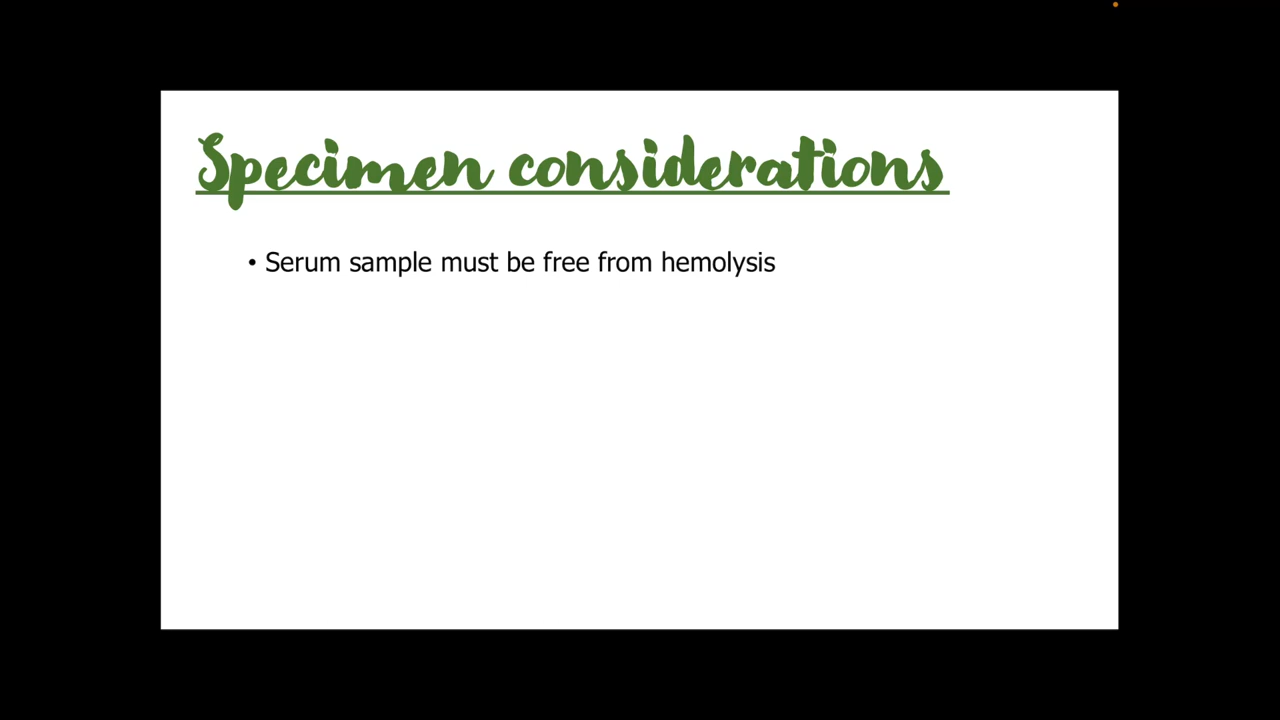 Specimen considerations
• Serum sample must be free from hemolysis